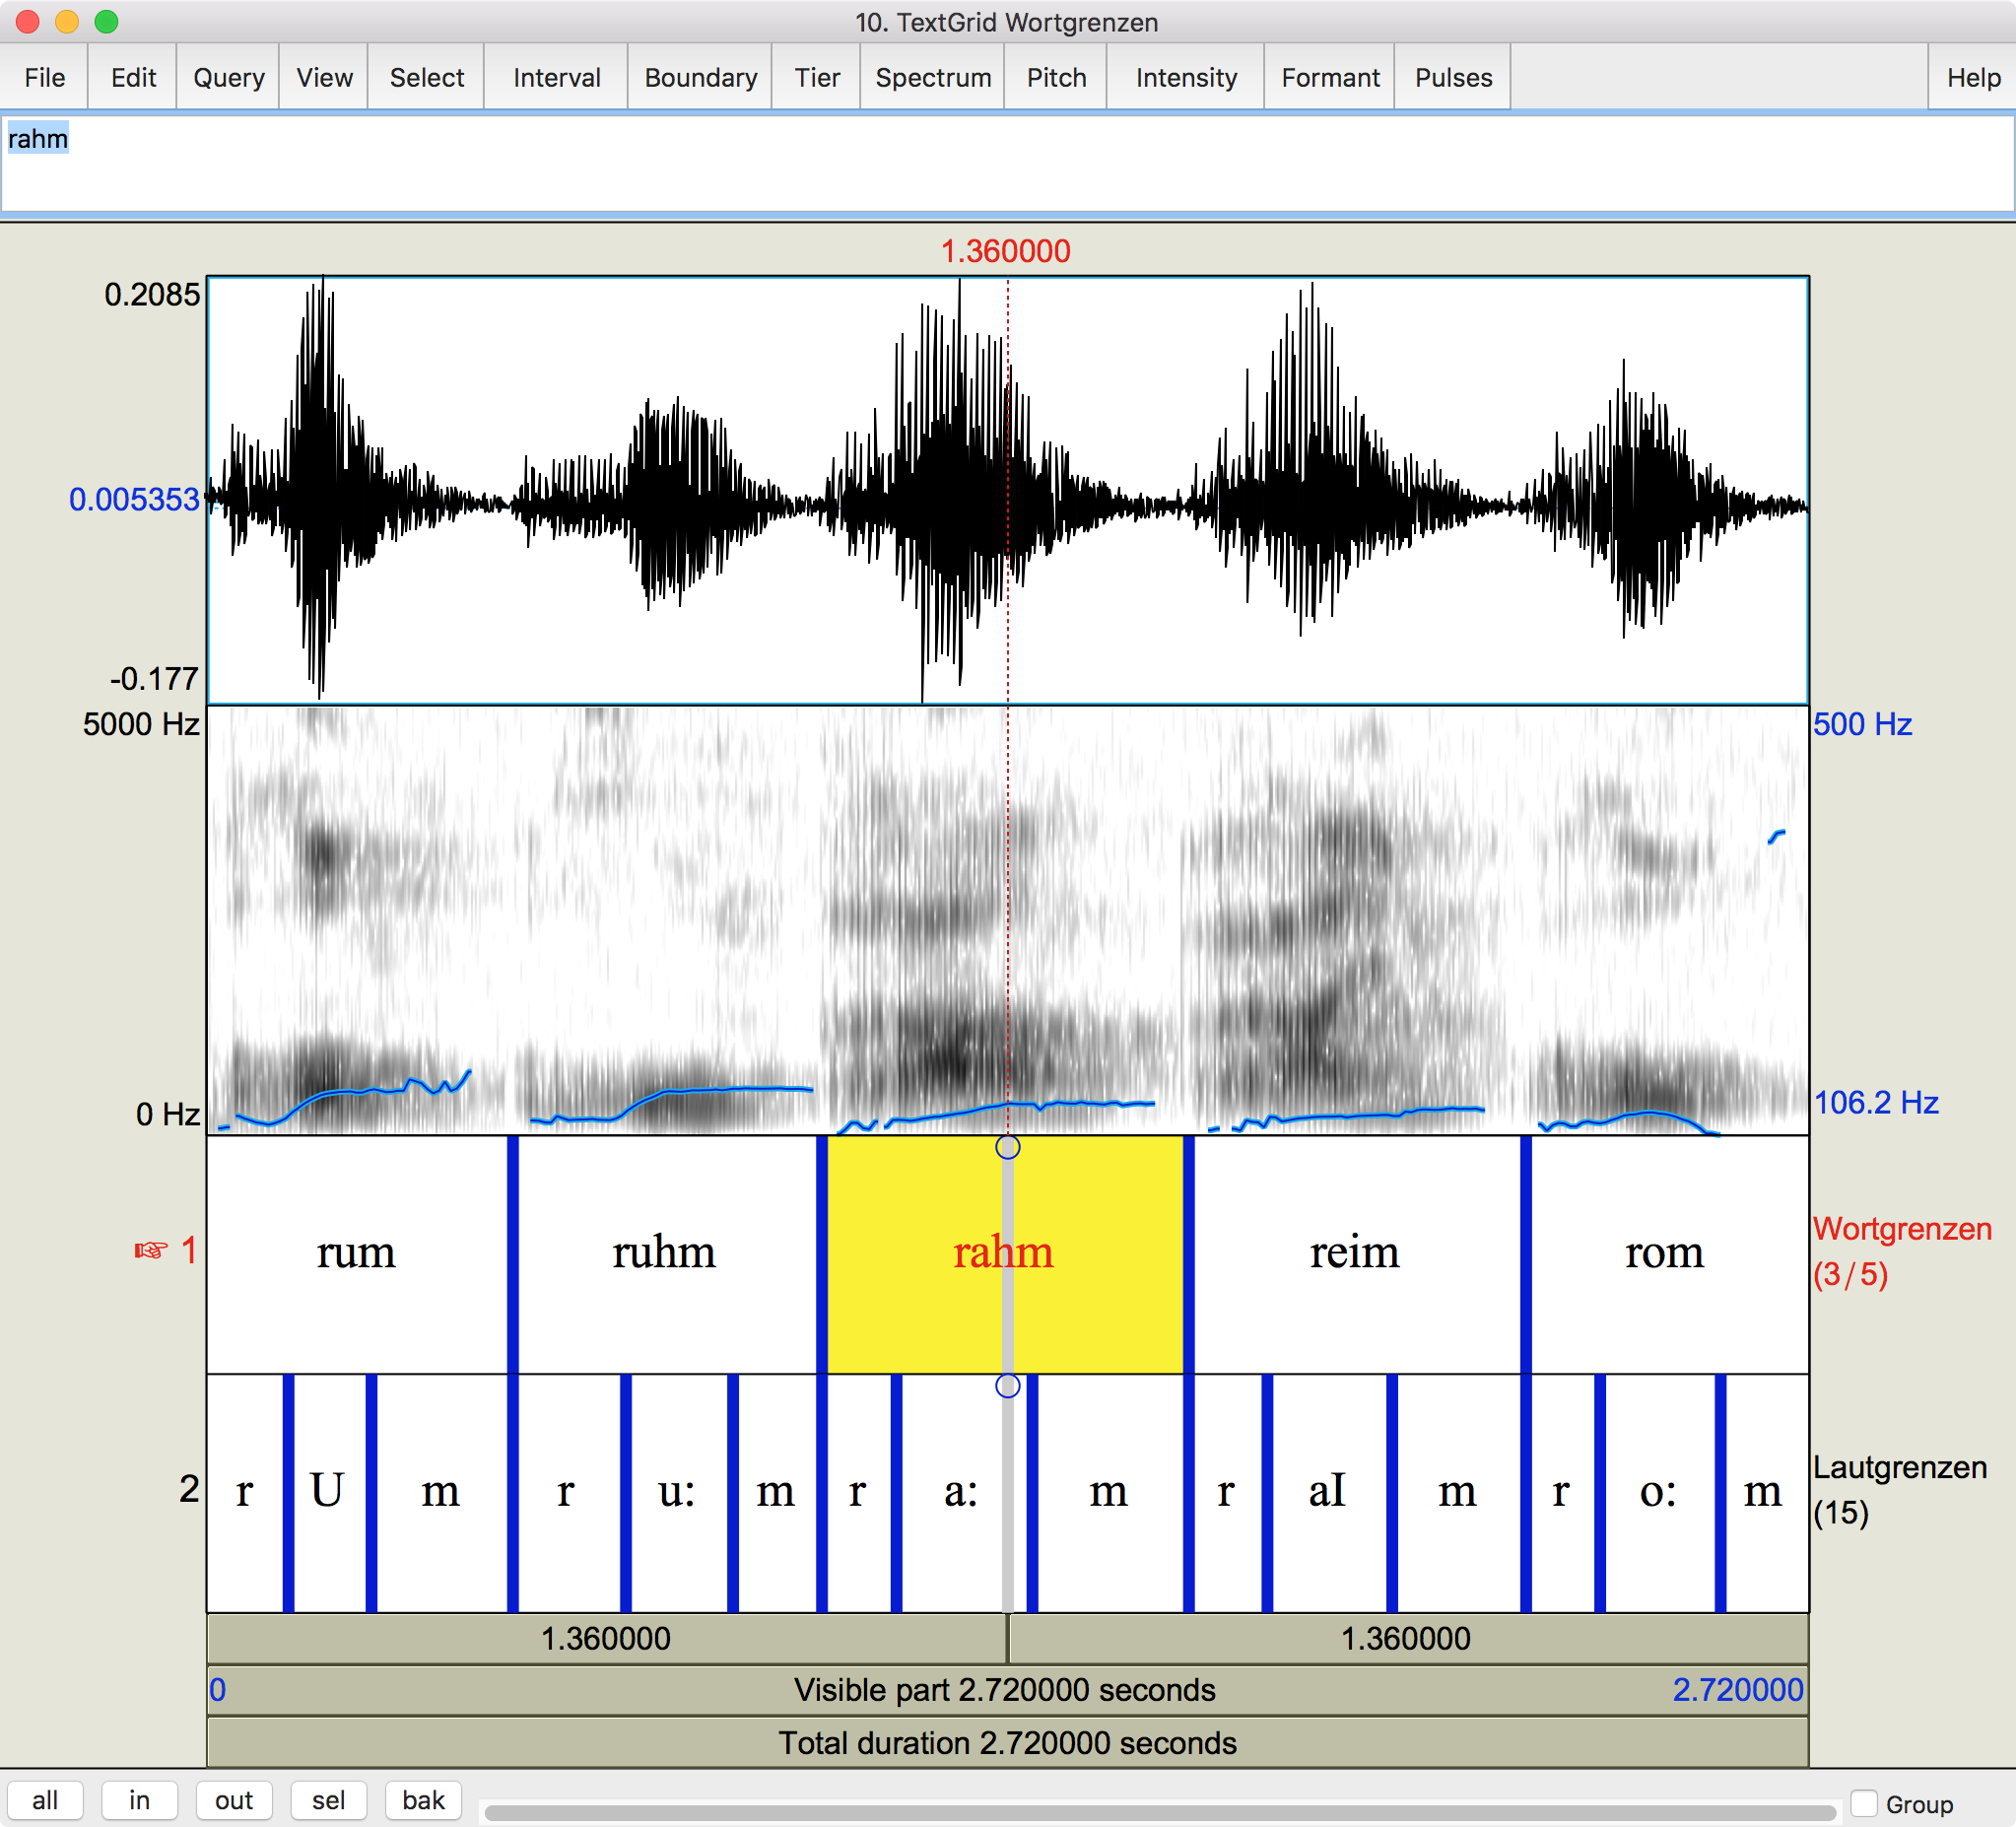 10. TextGrid Wortgrenzen
File Edit Query View Select Interval Boundary Tier Spectrum Pitch Intensity Formant Pulses Help
rahm
1.360000
0.2085
0.005353
-0.177
5000 Hz 500 Hz
0 Hz 106.2 Hz
☞ 1 rum ruhm rahm reim rom Wortgrenzen
(3/5)
2 r U m r u: m r a: m r aI m r o: m Lautgrenzen
(15)
1.360000 1.360000
0 Visible part 2.720000 seconds 2.720000
Total duration 2.720000 seconds
all in out sel bak Group